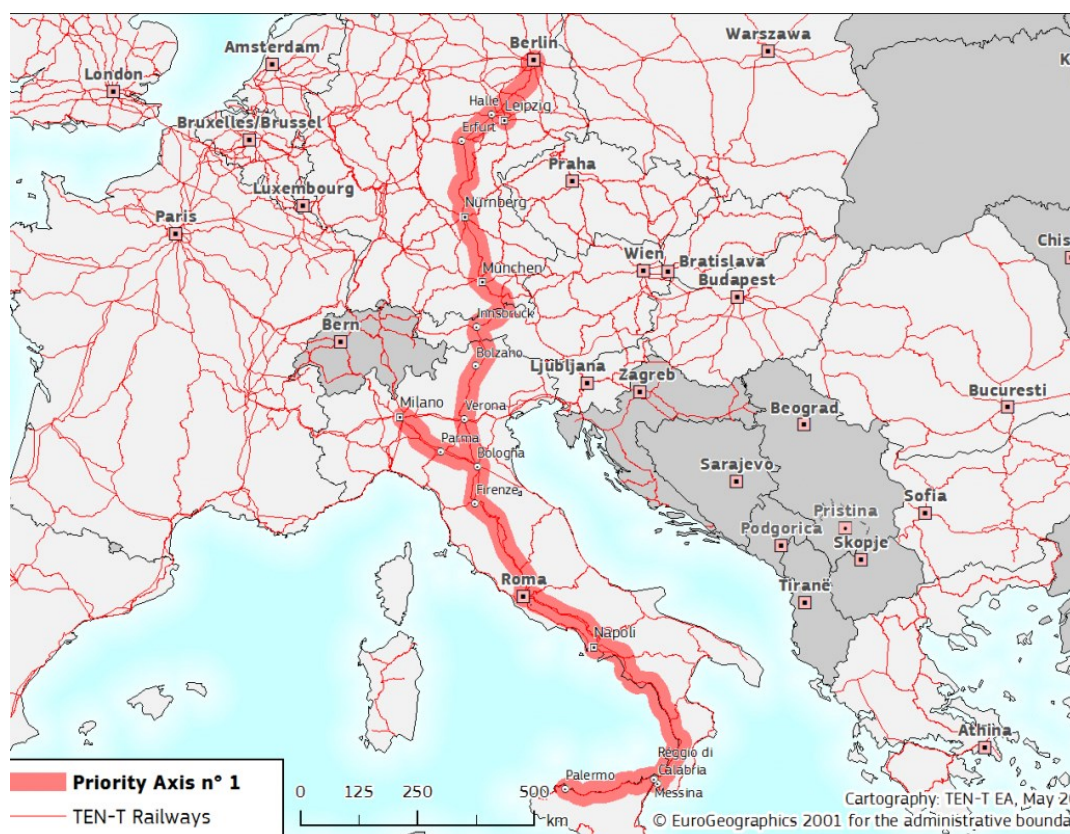 Berlin
Warszawa
K
Amsterdam
London
Halle
Leipzig
Bruxelles/Brussel
Erfurt
Praha
Luxembourg
Nürnberg
Paris
Chis
Wien
Bratislava
München
Budapest
Innsbruck
Bern
Bolzano
Ljubljana
Zagreb
Bucuresti
Milano
Verona
Beograd
Parma
Bologna
Sarajevo
Firenze
Sofia
Pristina
Podgorica
Skopje
Roma
Tiranë
Napoli
Athina
Reggio di
Calabria
Palermo
Messina
Priority Axis n° 1
TEN-T Railways
0 125 250 500
km
Cartography: TEN-T EA, May 20
© EuroGeographics 2001 for the administrative bounda